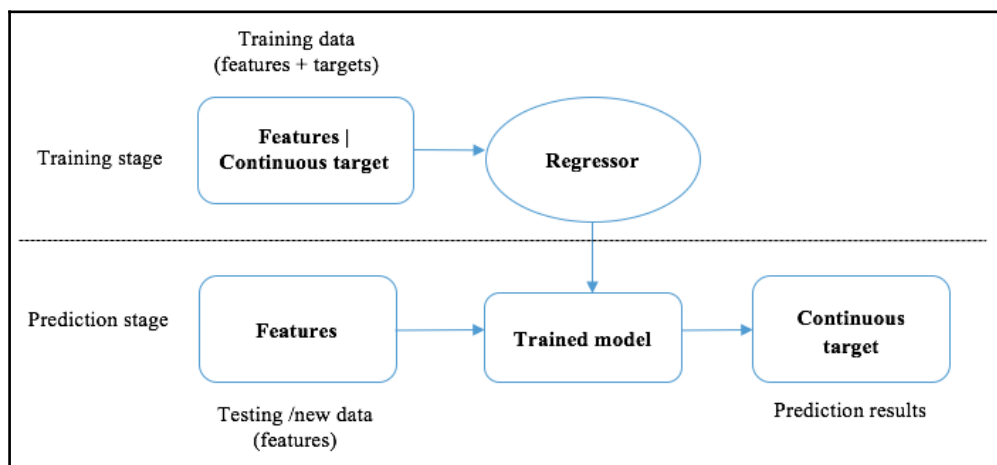 Training data
(features + targets)
Training stage
Features |
Continuous target
Regressor
Prediction stage
Features
Trained model
Continuous
target
Testing /new data
(features)
Prediction results